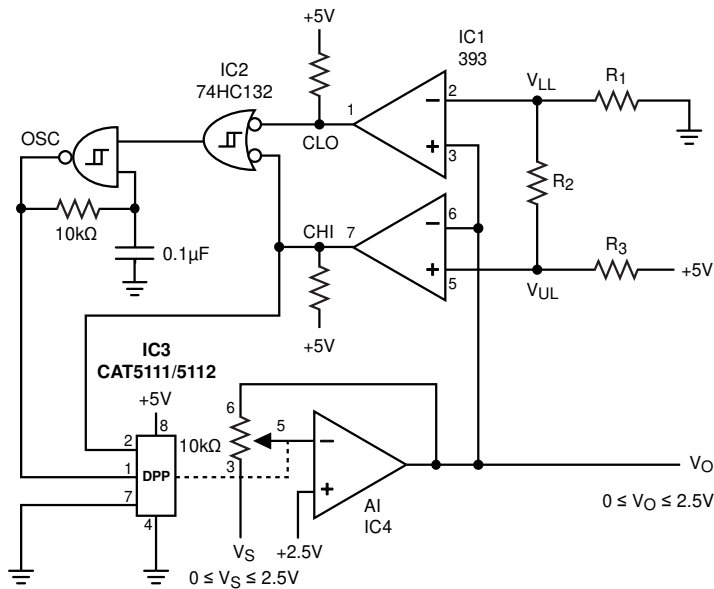 +5V
IC1
393
IC2
74HC132
VLL
R1
2
1
OSC
CLO
3
R2
10kΩ
0.1µF
CHI
7
6
R3
+5V
5
VUL
+5V
IC3
CAT5111/5112
+5V
8
6
5
2
10kΩ
1
DPP
3
VO
7
AI
IC4
0 ≤ VO ≤ 2.5V
4
VS
+2.5V
0 ≤ VS ≤ 2.5V